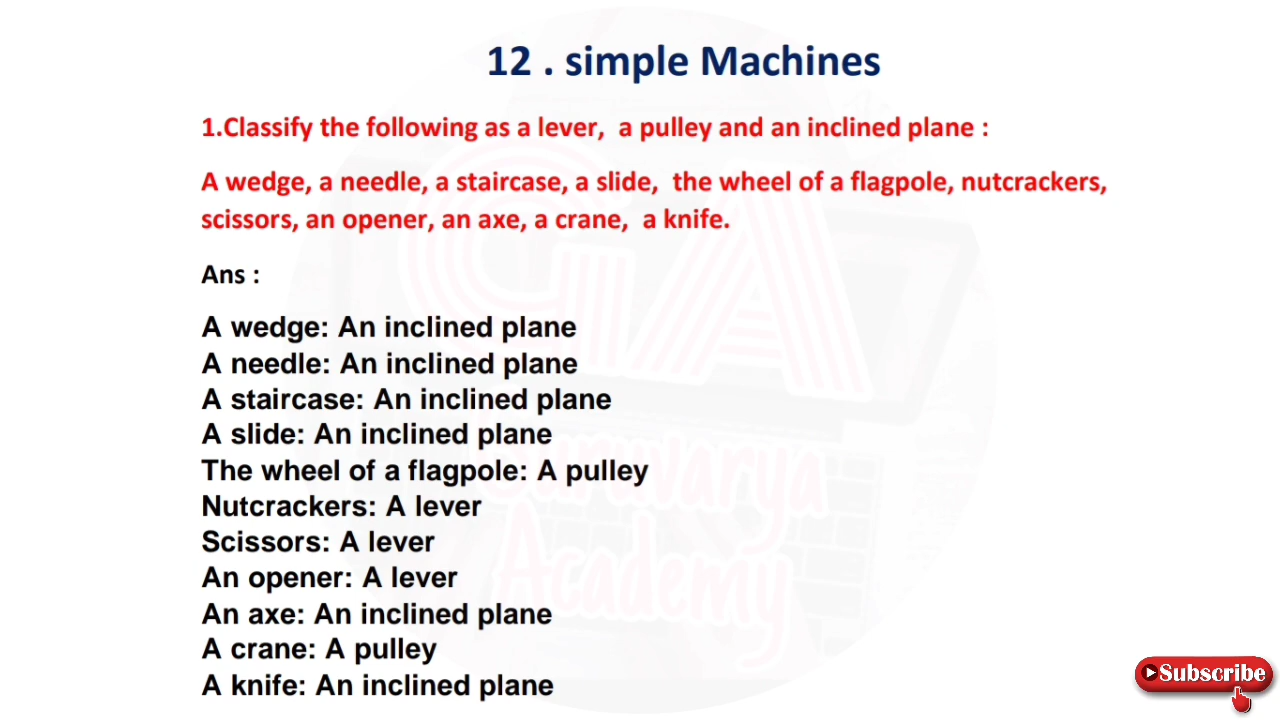 12 . simple Machines
1.Classify the following as a lever, a pulley and an inclined plane :
A wedge, a needle, a staircase, a slide, the wheel of a flagpole, nutcrackers,
scissors, an opener, an axe, a crane, a knife.
Ans :
A wedge: An inclined plane
A needle: An inclined plane
A staircase: An inclined plane
A slide: An inclined plane
The wheel of a flagpole: A pulley
Nutcrackers: A lever
Scissors: A lever
An opener: A lever
An axe: An inclined plane
A crane: A pulley
A knife: An inclined plane
GA
Academy
Subscribe